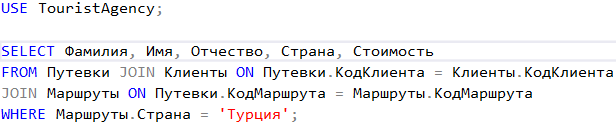 USE TouristAgency;
SELECT Фамилия, Имя, Отчество, Страна, Стоимость
FROM Путевки JOIN Клиенты ON Путевки.КодКлиента = Клиенты.КодКлиента
JOIN Маршруты ON Путевки.КодМаршрута = Маршруты.КодМаршрута
WHERE Маршруты.Страна = 'Турция';